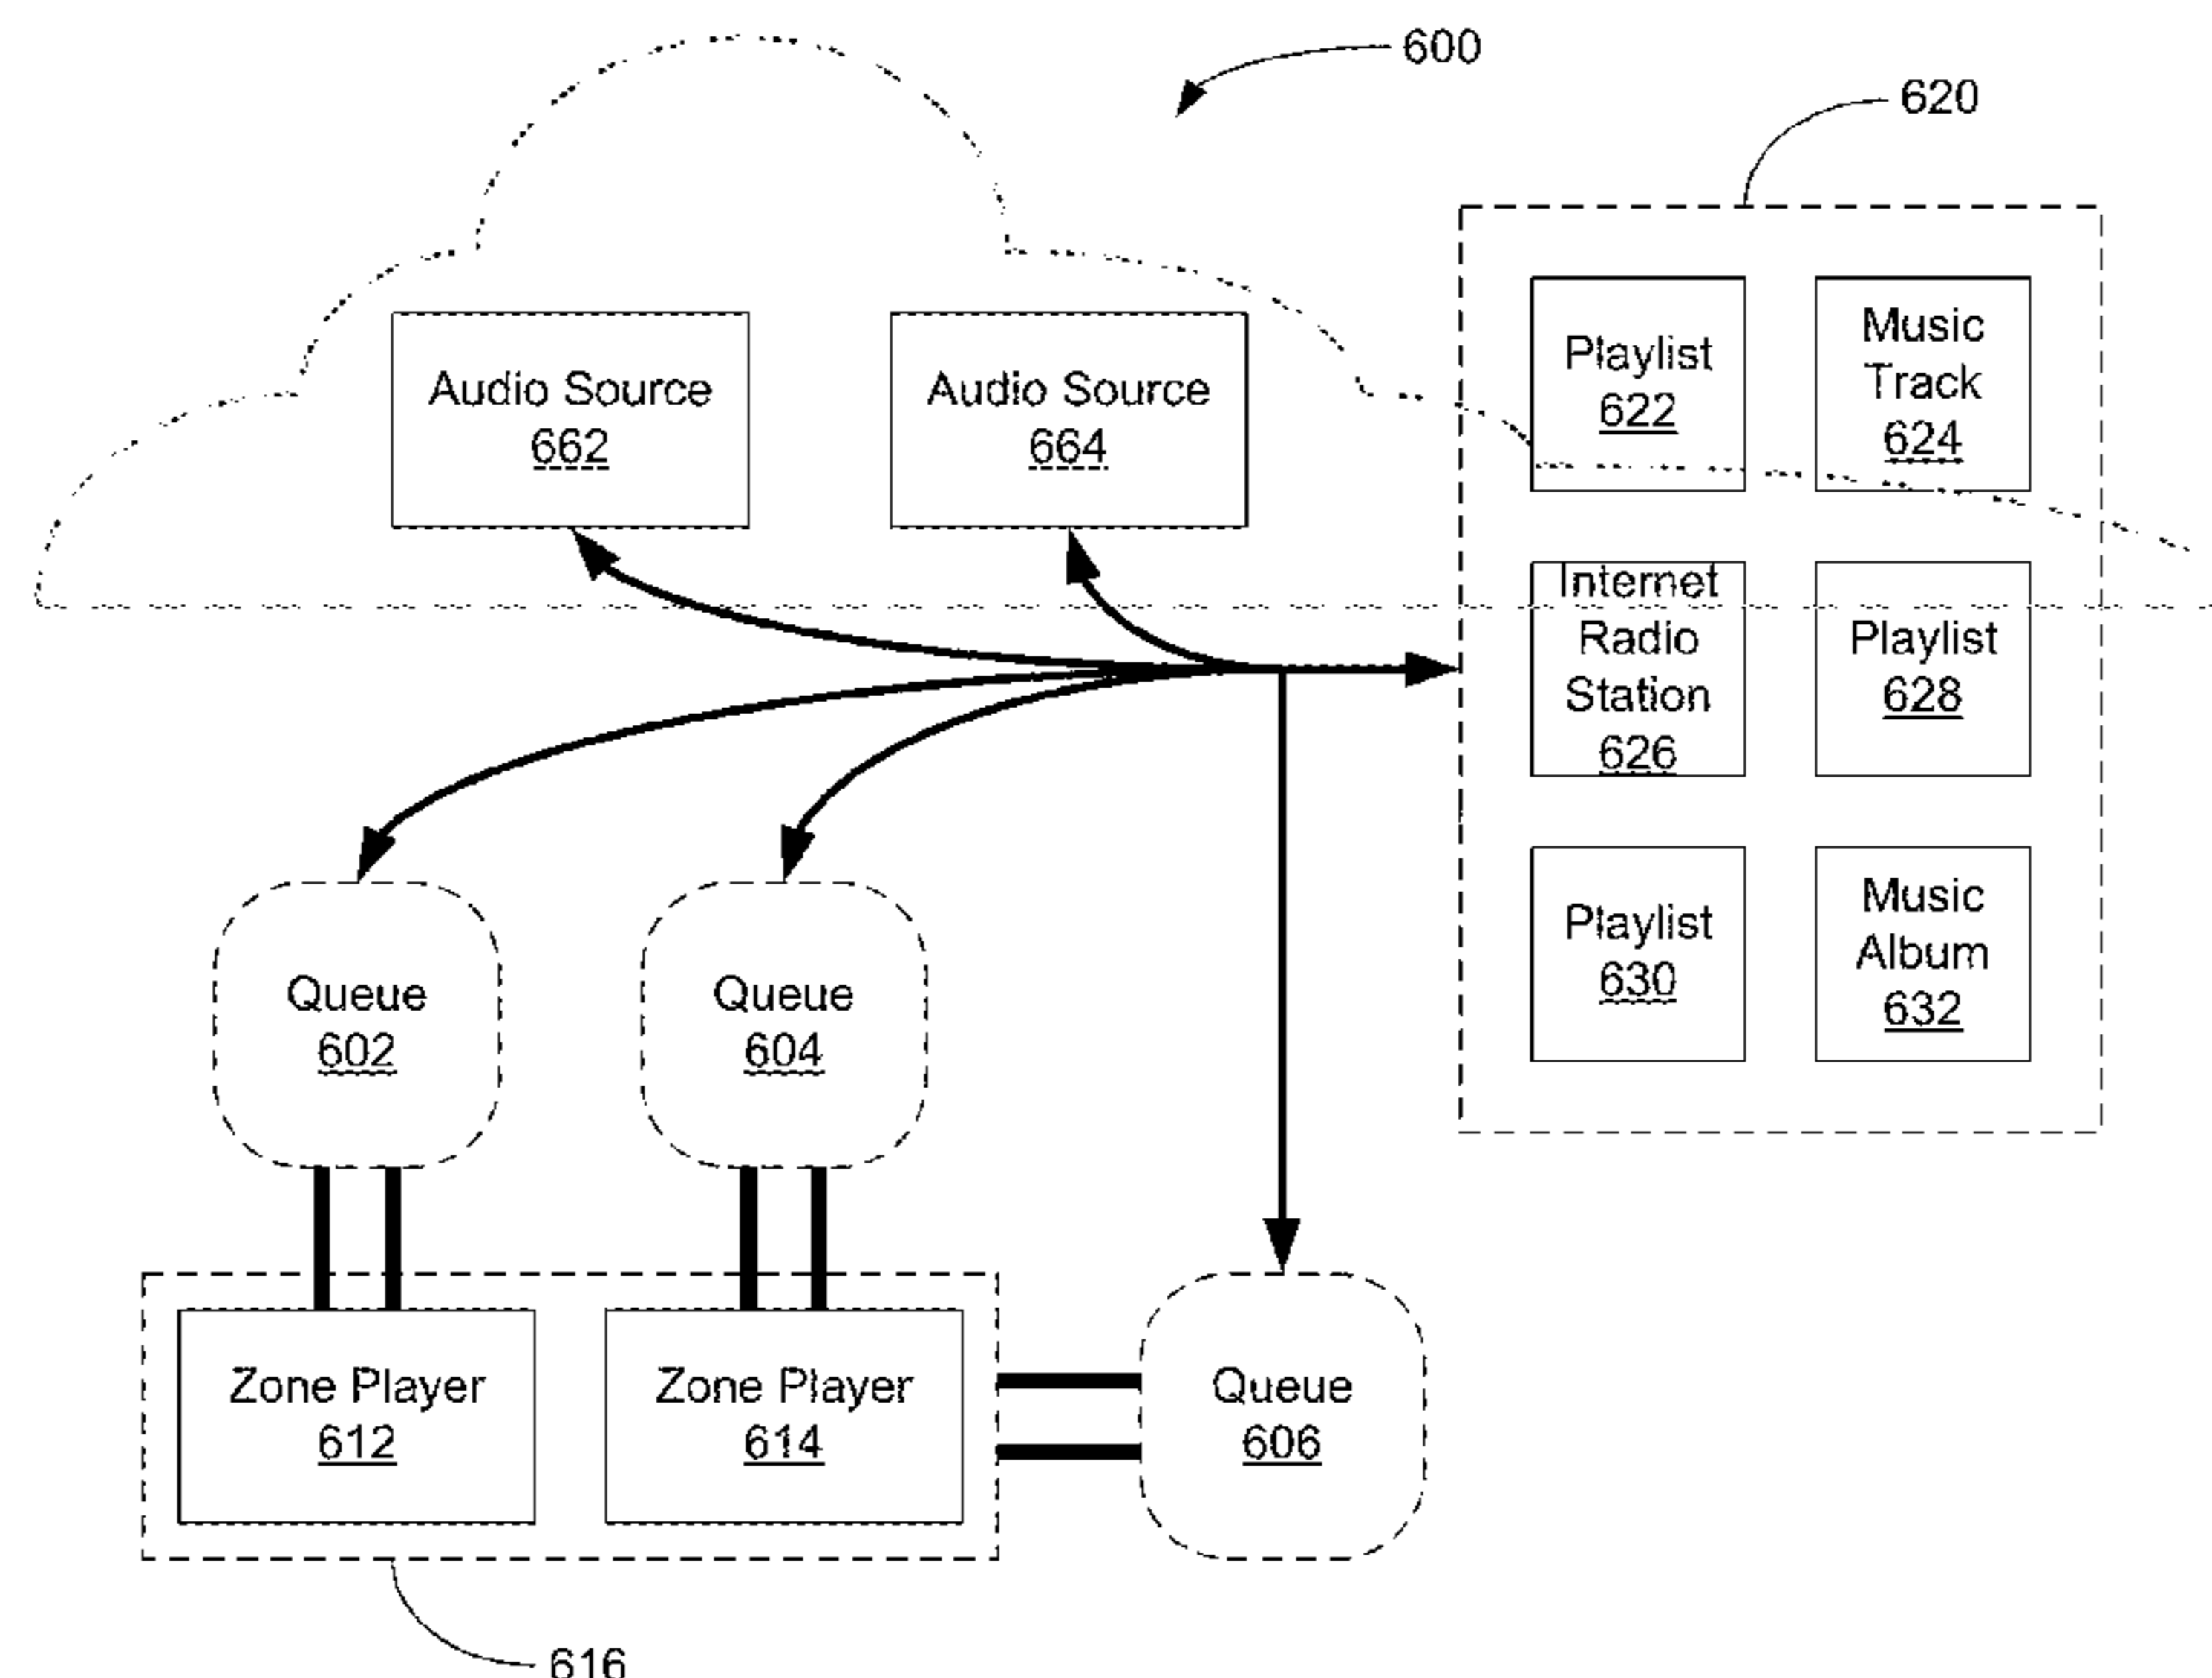 600
620
Audio Source
662
Audio Source
664
Playlist
622
Music
Track
624
Internet
Radio
Station
626
Playlist
628
Playlist
630
Music
Album
632
Queue
602
Queue
604
Zone Player
612
Zone Player
614
Queue
606
616